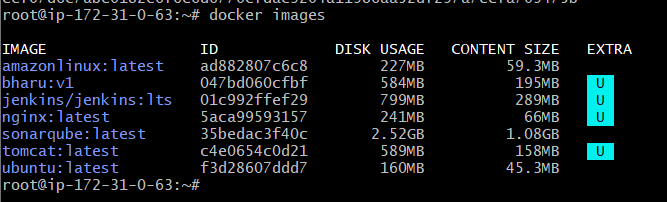 root@ip-172-31-0-63:~# docker images
IMAGE ID DISK USAGE CONTENT SIZE EXTRA
amazonlinux:latest ad882807c6c8 227MB 59.3MB
bharu:v1 047bd060cfbf 584MB 195MB U
jenkins/jenkins:lts 01c992ffef29 799MB 289MB U
nginx:latest 5aca99593157 241MB 66MB U
sonarqube:latest 35bedac3f40c 2.52GB 1.08GB
tomcat:latest c4e0654c0d21 589MB 158MB U
ubuntu:latest f3d28607ddd7 160MB 45.3MB
root@ip-172-31-0-63:~#